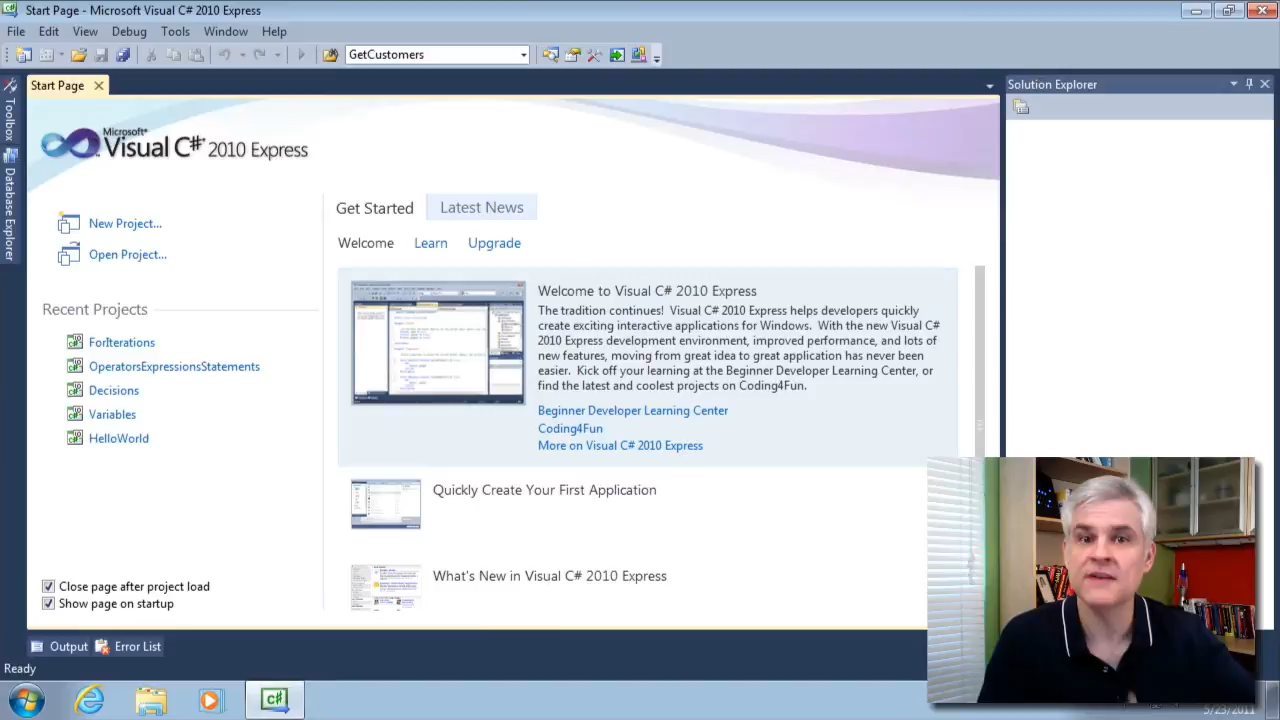 Start Page - Microsoft Visual C# 2010 Express
File Edit View Debug Tools Window Help
GetCustomers
Start Page
Solution Explorer
Toolbox
Database Explorer
Microsoft
Visual C# 2010 Express
New Project...
Open Project...
Recent Projects
ForIterations
OperatorsExpressionsStatements
Decisions
Variables
HelloWorld
Close page after project load
Show page on startup
Get Started Latest News
Welcome Learn Upgrade
Welcome to Visual C# 2010 Express
The tradition continues! Visual C# 2010 Express helps developers quickly
create exciting interactive applications for Windows. With the new Visual C#
2010 Express development environment, improved performance, and lots of
new features, moving from great idea to great application has never been
easier. Kick off your learning at the Beginner Developer Learning Center, or
find the latest and coolest projects on Coding4Fun.
Beginner Developer Learning Center
Coding4Fun
More on Visual C# 2010 Express
Quickly Create Your First Application
What's New in Visual C# 2010 Express
Output Error List
Ready
C#
5/23/2011